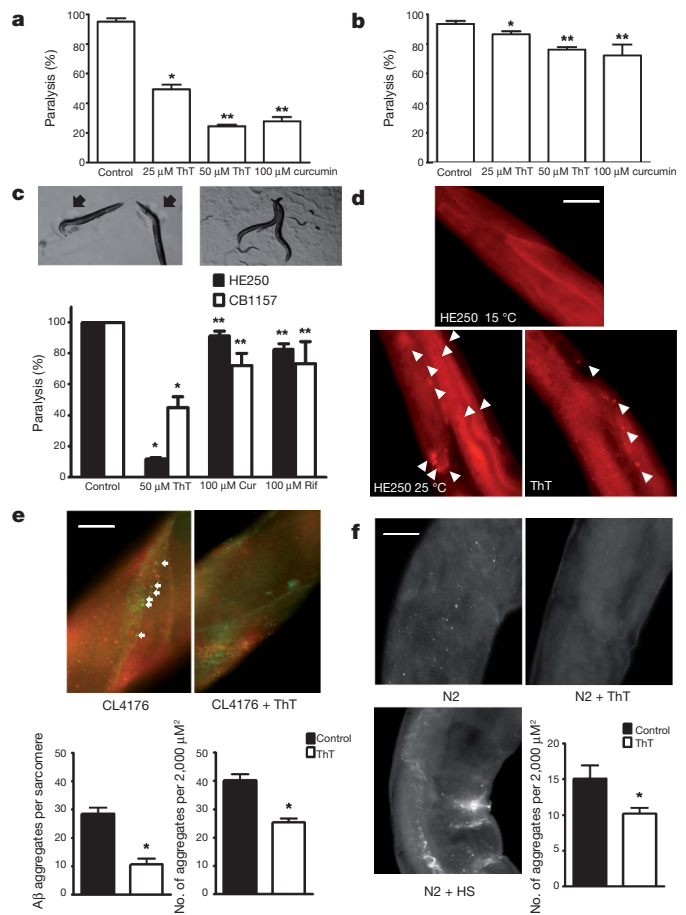 a
Paralysis (%)
100
80
60
40
20
0
*
**
**
Control
25 μM ThT
50 μM ThT
100 μM curcumin
b
Paralysis (%)
100
80
60
40
20
0
*
**
**
Control
25 μM ThT
50 μM ThT
100 μM curcumin
c
HE250
CB1157
Paralysis (%)
100
80
60
40
20
0
*
*
**
**
**
**
Control
50 μM ThT
100 μM Cur
100 μM Rif
d
HE250 15 °C
HE250 25 °C
ThT
e
CL4176
CL4176 + ThT
Aβ aggregates per sarcomere
50
40
30
20
10
0
*
Control
ThT
No. of aggregates per 2,000 μM²
50
40
30
20
10
0
*
f
N2
N2 + ThT
N2 + HS
Control
ThT
No. of aggregates per 2,000 μM²
20
15
10
5
0
*